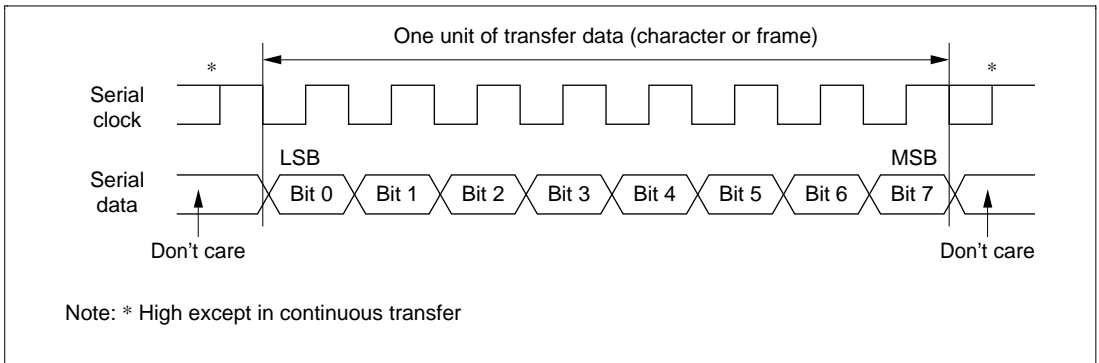 One unit of transfer data (character or frame)
* *
Serial
clock
LSB MSB
Serial
data
Bit 0 Bit 1 Bit 2 Bit 3 Bit 4 Bit 5 Bit 6 Bit 7
Don’t care Don’t care
Note: * High except in continuous transfer